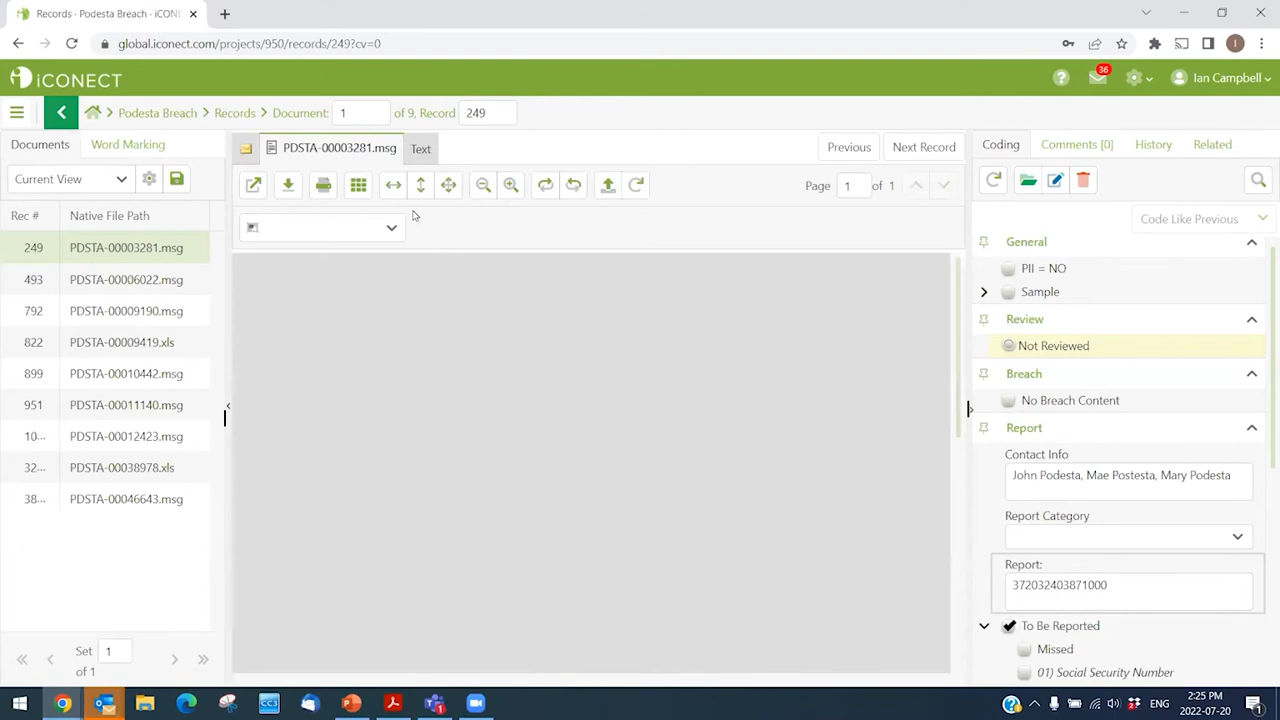 Records - Podesta Breach - iCONE
global.iconect.com/projects/950/records/249?cv=0
I
iCONECT
36
Ian Campbell
Podesta Breach > Records > Document: 1 of 9, Record 249
Documents Word Marking
PDSTA-00003281.msg Text
Previous Next Record
Coding Comments [0] History Related
Current View
Page 1 of 1
Code Like Previous
Rec # Native File Path
249 PDSTA-00003281.msg
493 PDSTA-00006022.msg
792 PDSTA-00009190.msg
822 PDSTA-00009419.xls
899 PDSTA-00010442.msg
951 PDSTA-00011140.msg
10... PDSTA-00012423.msg
32... PDSTA-00038978.xls
38... PDSTA-00046643.msg
Set 1
of 1
General
PII = NO
Sample
Review
Not Reviewed
Breach
No Breach Content
Report
Contact Info
John Podesta, Mae Postesta, Mary Podesta
Report Category
Report:
372032403871000
To Be Reported
Missed
01) Social Security Number
CC3
ENG
2:25 PM
2022-07-20